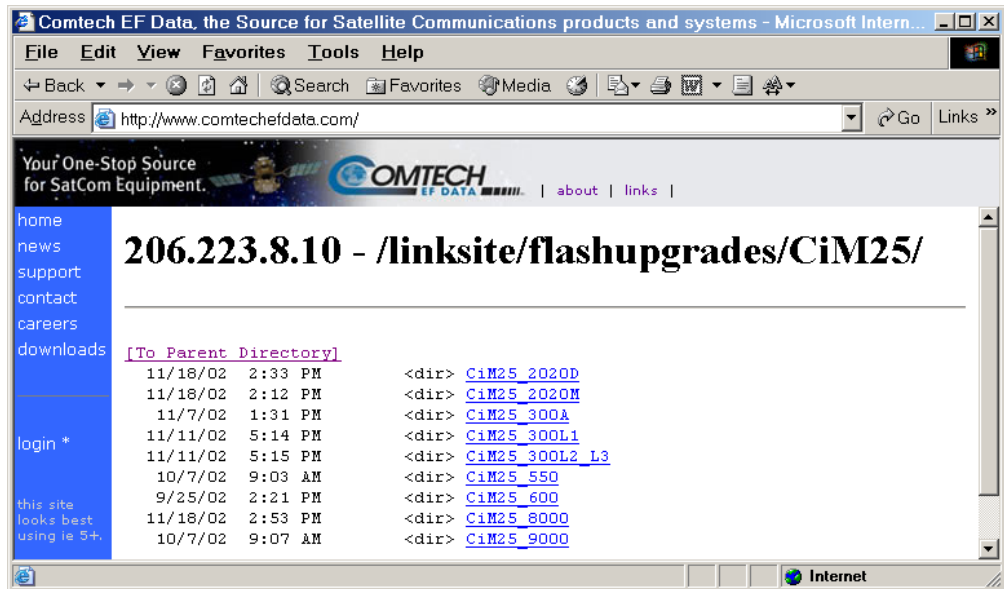 Comtech EF Data, the Source for Satellite Communications products and systems - Microsoft Intern...
File Edit View Favorites Tools Help
Back Search Favorites Media
Address http://www.comtechefdata.com/ Go Links »
Your One-Stop Source
for SatCom Equipment.
COMTECH
EF DATA
| about | links |
home
news
support
contact
careers
downloads
login *
this site
looks best
using ie 5+.
206.223.8.10 - /linksite/flashupgrades/CiM25/
[To Parent Directory]
11/18/02 2:33 PM <dir> CiM25_2020D
11/18/02 2:12 PM <dir> CiM25_2020M
11/7/02 1:31 PM <dir> CiM25_300A
11/11/02 5:14 PM <dir> CiM25_300L1
11/11/02 5:15 PM <dir> CiM25_300L2_L3
10/7/02 9:03 AM <dir> CiM25_550
9/25/02 2:21 PM <dir> CiM25_600
11/18/02 2:53 PM <dir> CiM25_8000
10/7/02 9:07 AM <dir> CiM25_9000
Internet